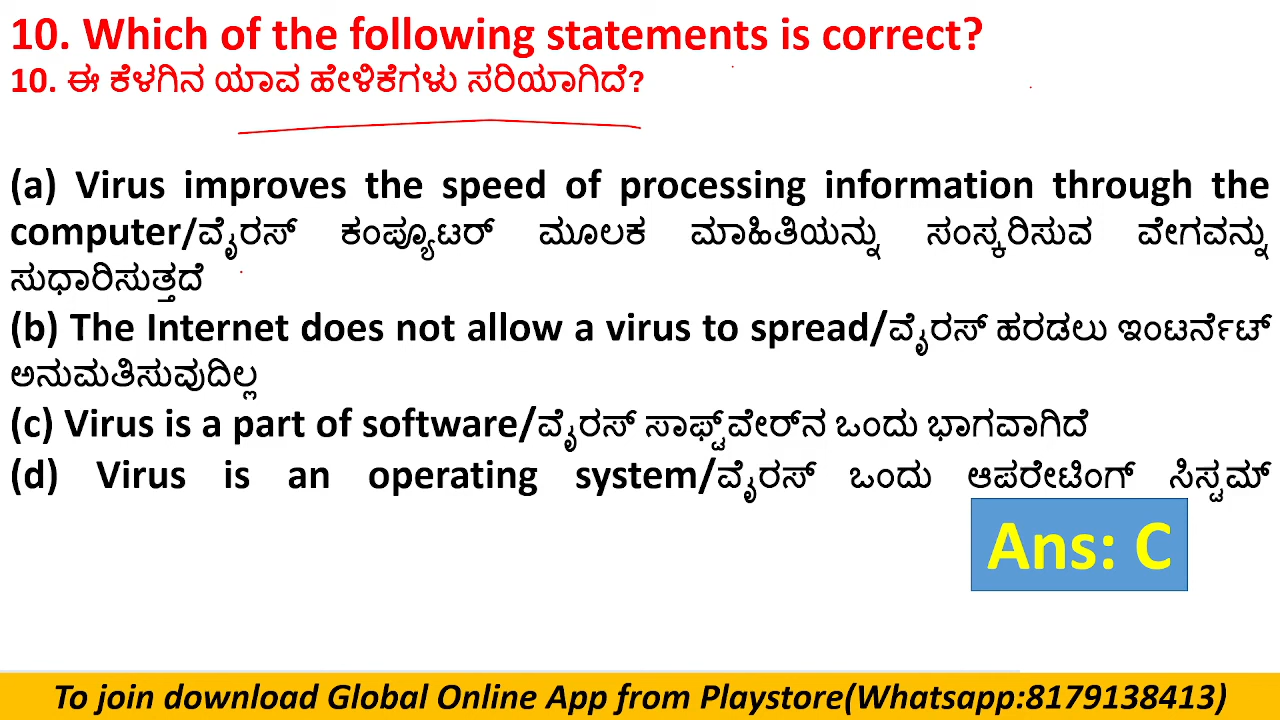 10. Which of the following statements is correct?
10. ಈ ಕೆಳಗಿನ ಯಾವ ಹೇಳಿಕೆಗಳು ಸರಿಯಾಗಿದೆ?
(a) Virus improves the speed of processing information through the
computer/ವೈರಸ್ ಕಂಪ್ಯೂಟರ್ ಮೂಲಕ ಮಾಹಿತಿಯನ್ನು ಸಂಸ್ಕರಿಸುವ ವೇಗವನ್ನು
ಸುಧಾರಿಸುತ್ತದೆ
(b) The Internet does not allow a virus to spread/ವೈರಸ್ ಹರಡಲು ಇಂಟರ್ನೆಟ್
ಅನುಮತಿಸುವುದಿಲ್ಲ
(c) Virus is a part of software/ವೈರಸ್ ಸಾಫ್ಟ್‌ವೇರ್‌ನ ಒಂದು ಭಾಗವಾಗಿದೆ
(d) Virus is an operating system/ವೈರಸ್ ಒಂದು ಆಪರೇಟಿಂಗ್ ಸಿಸ್ಟಮ್
Ans: C
To join download Global Online App from Playstore(Whatsapp:8179138413)